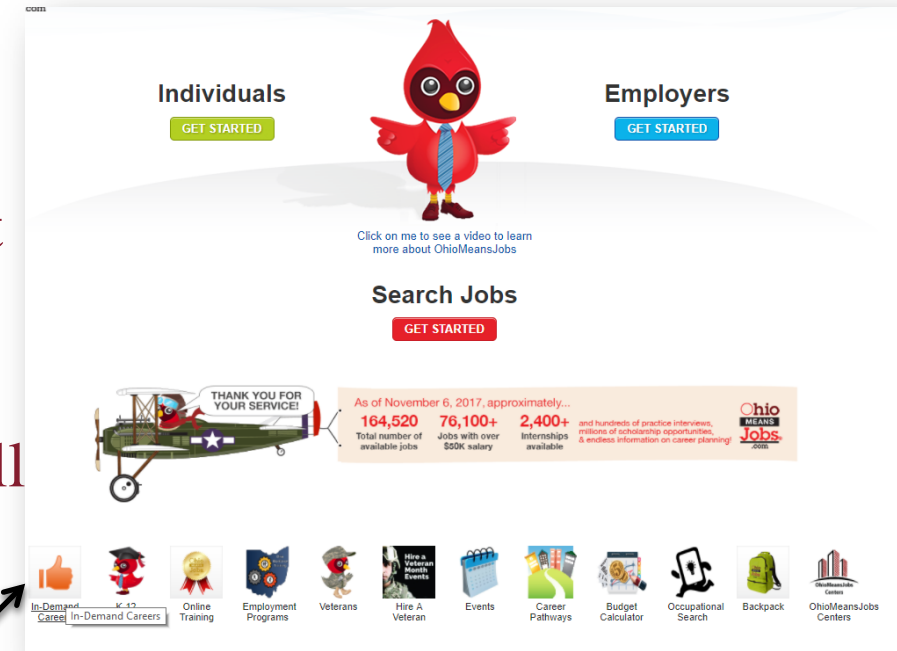 com
Individuals
GET STARTED
Employers
GET STARTED
Click on me to see a video to learn
more about OhioMeansJobs
Search Jobs
GET STARTED
THANK YOU FOR
YOUR SERVICE!
As of November 6, 2017, approximately...
164,520 76,100+ 2,400+
Total number of
available jobs
Jobs with over
$50K salary
Internships
available
and hundreds of practice interviews,
millions of scholarship opportunities,
& endless information on career planning!
Ohio
MEANS
Jobs.
.com
ll
Hire a
Veteran
Month
Events
OhioMeansJobs
Centers
In-Demand
Career
In-Demand Careers
K-12
Online
Training
Employment
Programs
Veterans
Hire A
Veteran
Events
Career
Pathways
Budget
Calculator
Occupational
Search
Backpack
OhioMeansJobs
Centers